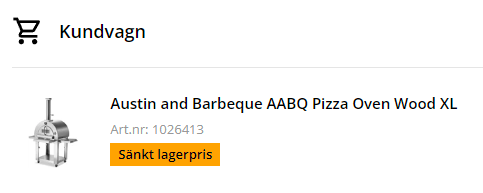 Kundvagn
Austin and Barbeque AABQ Pizza Oven Wood XL
Art.nr: 1026413
Sänkt lagerpris